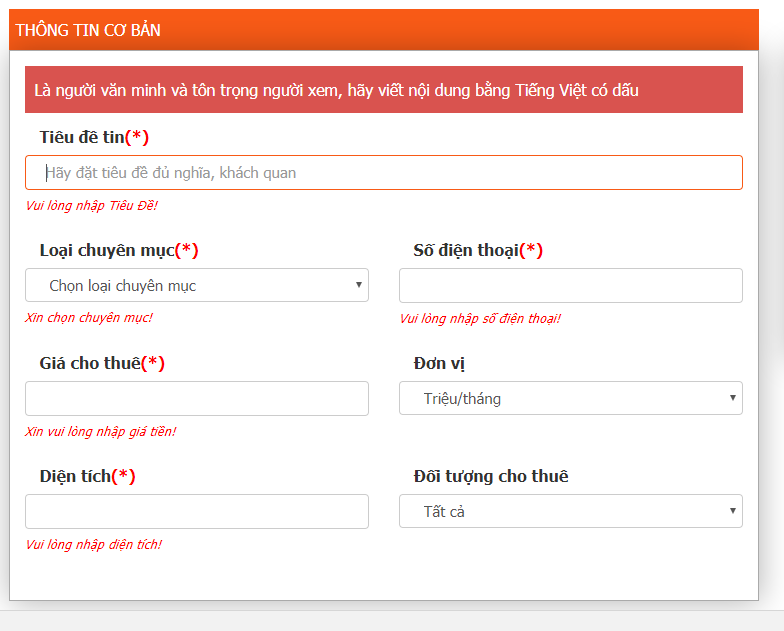 THÔNG TIN CƠ BẢN
Là người văn minh và tôn trọng người xem, hãy viết nội dung bằng Tiếng Việt có dấu
Tiêu đề tin(*)
Hãy đặt tiêu đề đủ nghĩa, khách quan
Vui lòng nhập Tiêu Đề!
Loại chuyên mục(*)
Số điện thoại(*)
Chọn loại chuyên mục
Xin chọn chuyên mục!
Vui lòng nhập số điện thoại!
Giá cho thuê(*)
Đơn vị
Triệu/tháng
Xin vui lòng nhập giá tiền!
Diện tích(*)
Đối tượng cho thuê
Tất cả
Vui lòng nhập diện tích!